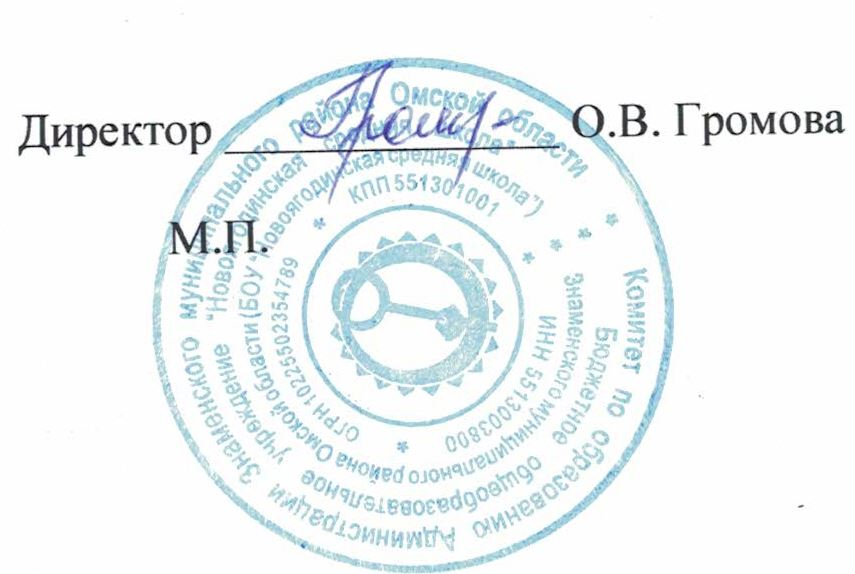 Директор О.В. Громова
М.П.
Комитет по образованию Администрации Знаменского муниципального района Омской области *
Бюджетное общеобразовательное учреждение "Новоягодинская средняя школа" *
Знаменского муниципального района Омской области (БОУ "Новоягодинская средняя школа") *
ИНН 5513003800 * ОГРН 10225502354789 * КПП 551301001 *